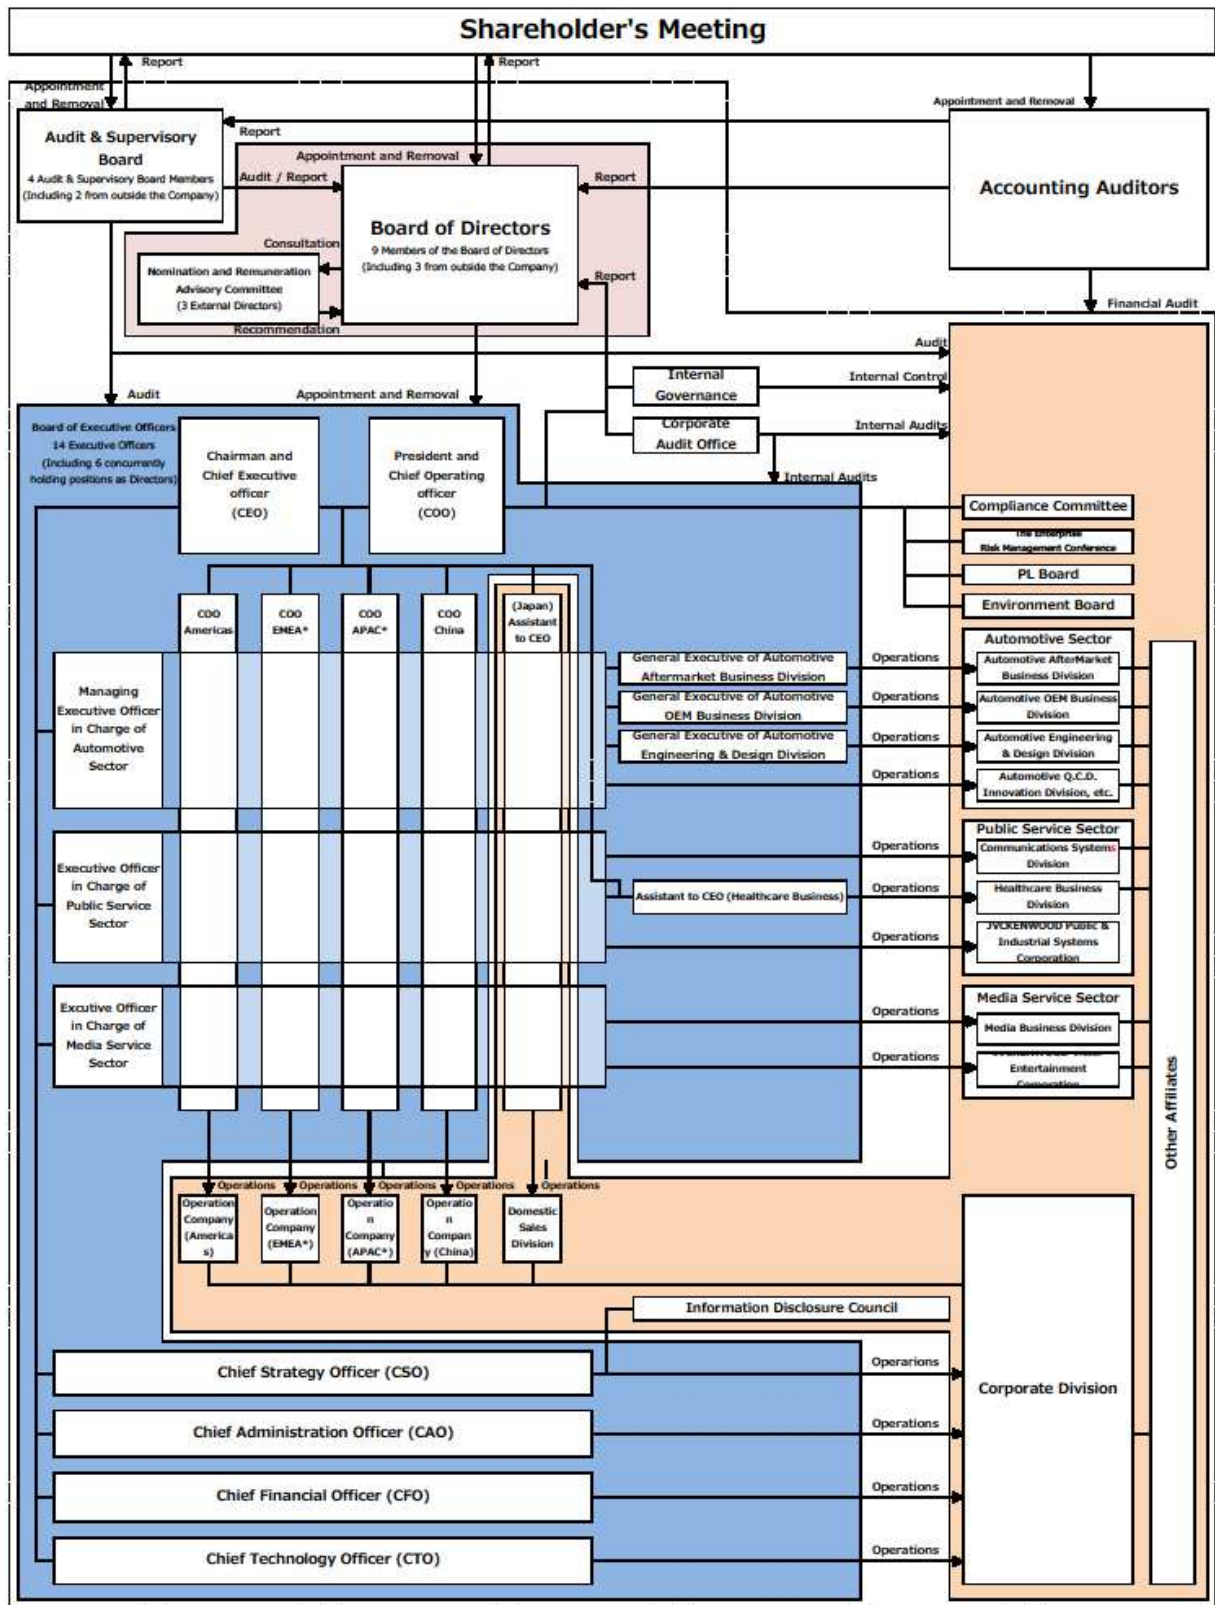 Shareholder's Meeting
Report
Report
Appointment
and Removal
Appointment and Removal
Audit & Supervisory
Board
4 Audit & Supervisory Board Members
(Including 2 from outside the Company)
Report
Appointment and Removal
Audit / Report
Report
Accounting Auditors
Board of Directors
9 Members of the Board of Directors
(Including 3 from outside the Company)
Consultation
Nomination and Remuneration
Advisory Committee
(3 External Directors)
Recommendation
Report
Financial Audit
Audit
Internal
Governance
Internal Control
Audit
Appointment and Removal
Corporate
Audit Office
Internal Audits
Internal Audits
Board of Executive Officers
14 Executive Officers
(Including 6 concurrently
holding positions as Directors)
Chairman and
Chief Executive
officer
(CEO)
President and
Chief Operating
officer
(COO)
Compliance Committee
The Enterprise
Risk Management Conference
PL Board
Environment Board
COO
Americas
COO
EMEA*
COO
APAC*
COO
China
(Japan)
Assistant
to CEO
Managing
Executive Officer
in Charge of
Automotive
Sector
General Executive of Automotive
Aftermarket Business Division
General Executive of Automotive
OEM Business Division
General Executive of Automotive
Engineering & Design Division
Operations
Operations
Operations
Operations
Automotive Sector
Automotive AfterMarket
Business Division
Automotive OEM Business
Division
Automotive Engineering
& Design Division
Automotive Q.C.D.
Innovation Division, etc.
Executive Officer
in Charge of
Public Service
Sector
Assistant to CEO (Healthcare Business)
Operations
Operations
Operations
Public Service Sector
Communications Systems
Division
Healthcare Business
Division
JVCKENWOOD Public &
Industrial Systems
Corporation
Excutive Officer
in Charge of
Media Service
Sector
Operations
Operations
Media Service Sector
Media Business Division
Entertainment
Corporation
Other Affiliates
Operations
Operations
Operations
Operations
Operations
Operation
Company
(America
s)
Operation
Company
(EMEA*)
Operatio
n
Company
(APAC*)
Operatio
n
Compan
y (China)
Domestic
Sales
Division
Information Disclosure Council
Chief Strategy Officer (CSO)
Operarions
Corporate Division
Chief Administration Officer (CAO)
Operations
Chief Financial Officer (CFO)
Operations
Chief Technology Officer (CTO)
Operations